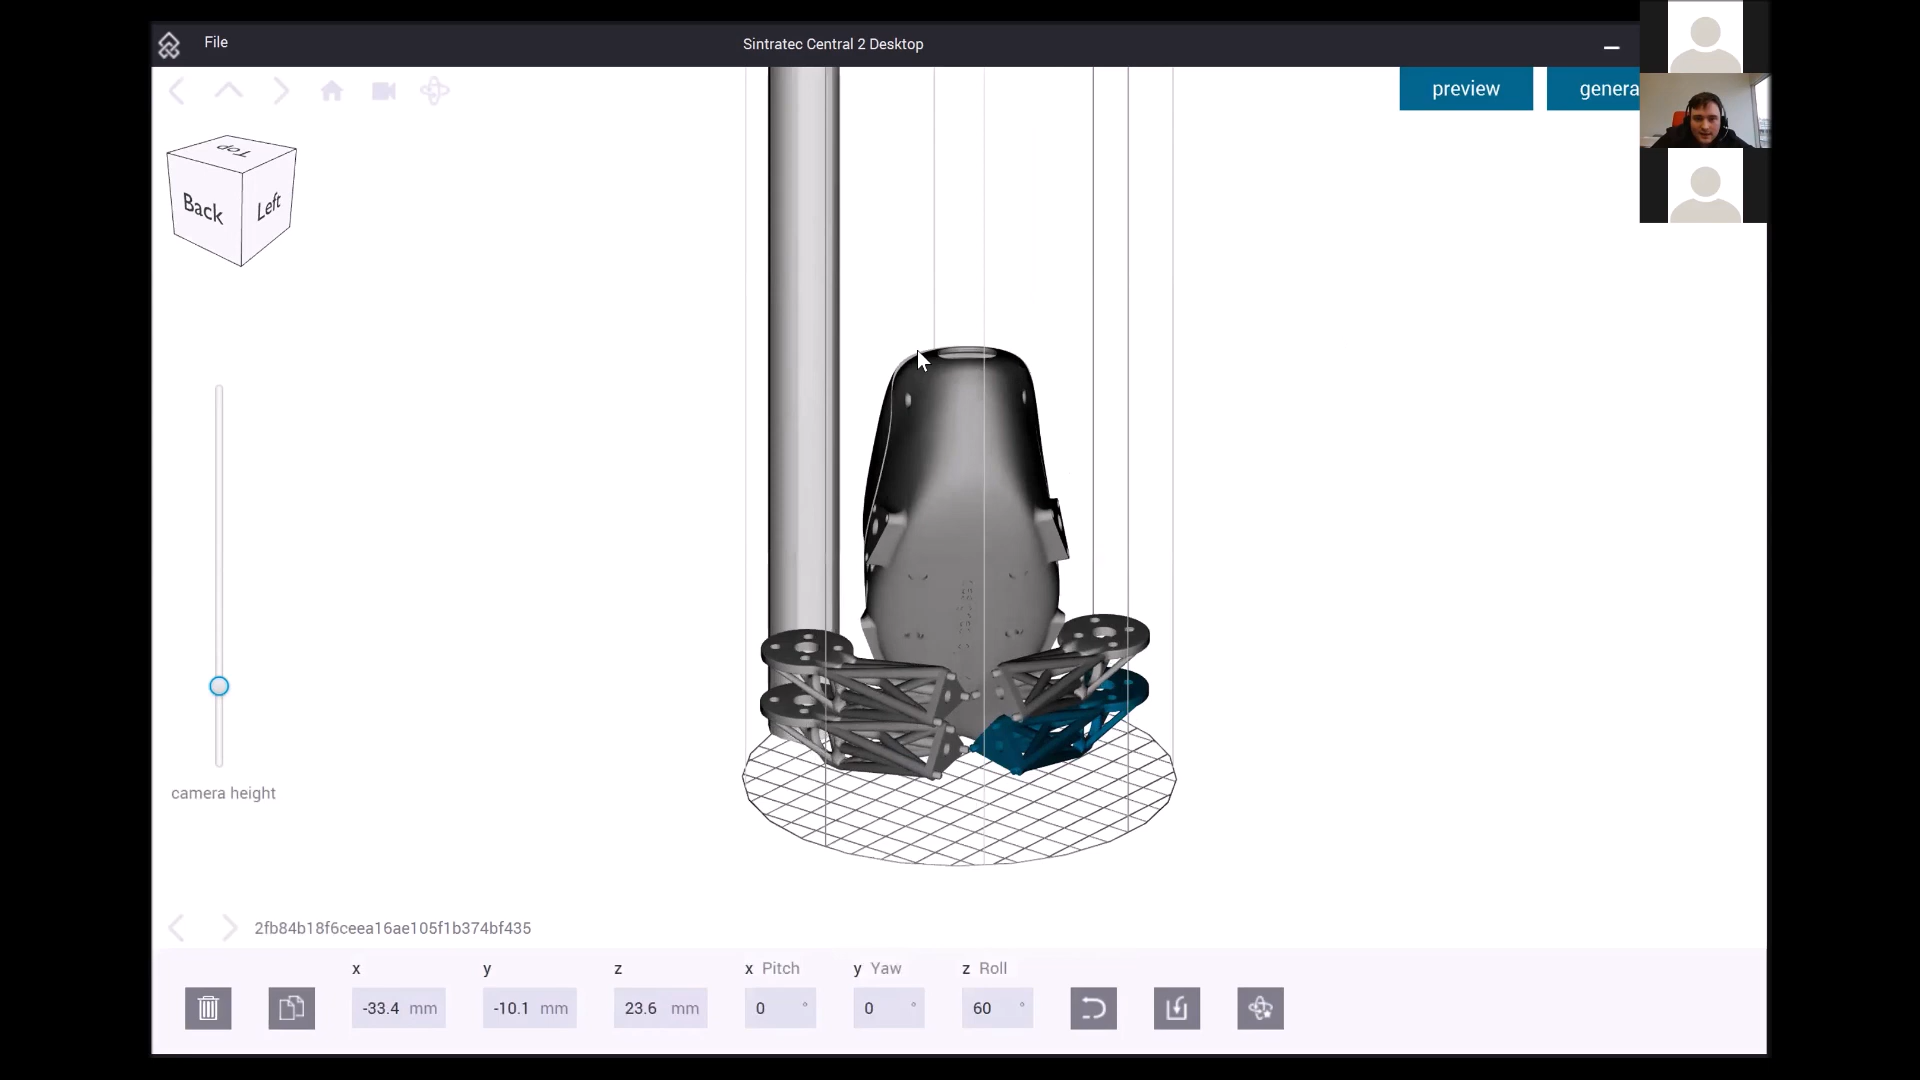 File
Sintratec Central 2 Desktop
preview
genera
Top
Back
Left
camera height
2fb84b18f6ceea16ae105f1b374bf435
x
y
z
x Pitch
y Yaw
z Roll
-33.4 mm
-10.1 mm
23.6 mm
0 °
0 °
60 °